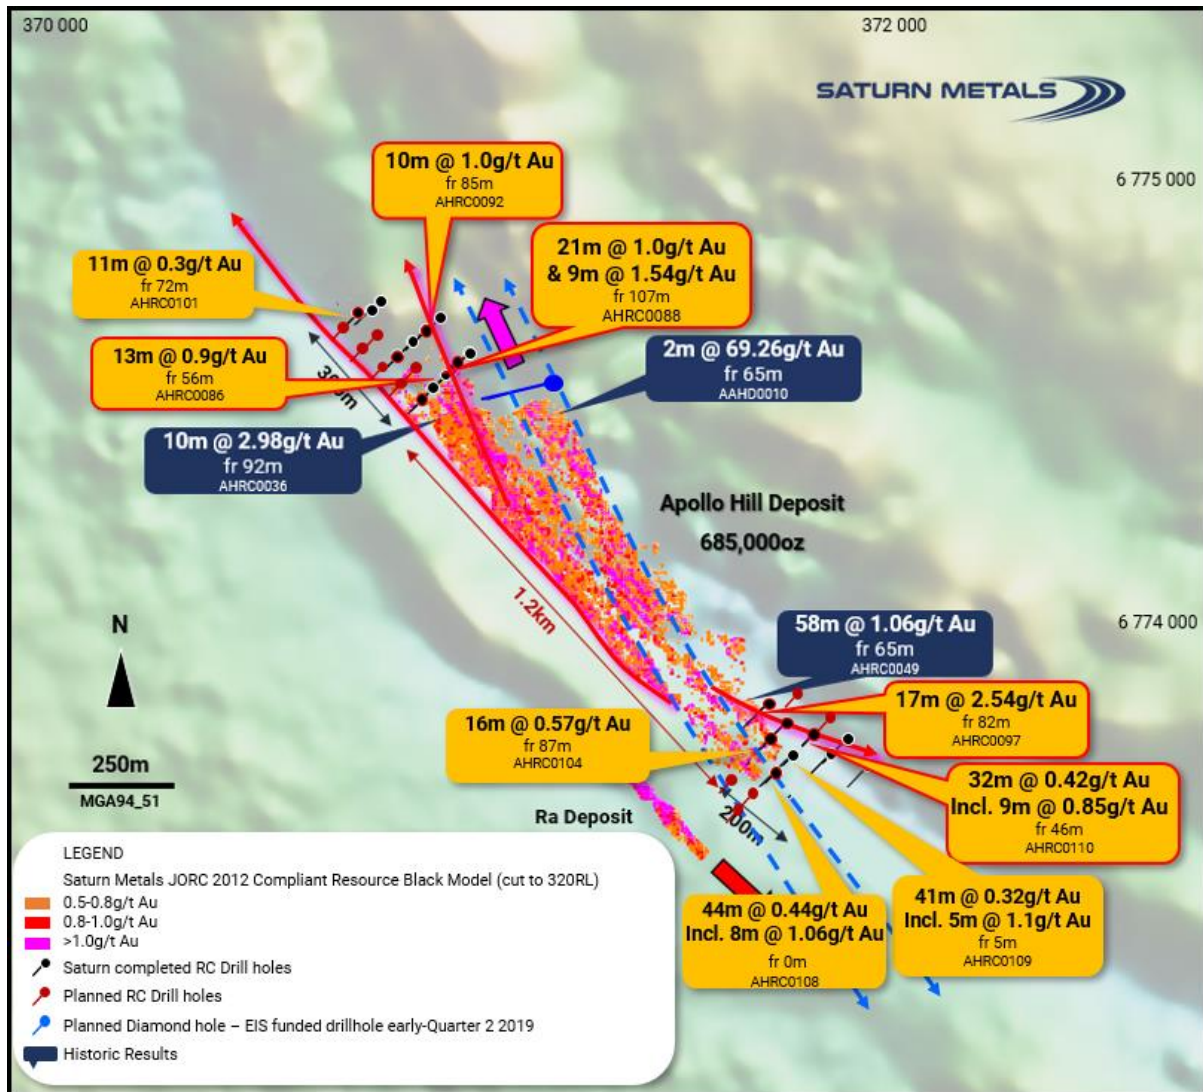 370 000
372 000
SATURN METALS
6 775 000
10m @ 1.0g/t Au
fr 85m
AHRC0092
21m @ 1.0g/t Au
& 9m @ 1.54g/t Au
fr 107m
AHRC0088
11m @ 0.3g/t Au
fr 72m
AHRC0101
13m @ 0.9g/t Au
fr 56m
AHRC0086
2m @ 69.26g/t Au
fr 65m
AAHD0010
10m @ 2.98g/t Au
fr 92m
AHRC0036
Apollo Hill Deposit
685,000oz
1.2km
6 774 000
58m @ 1.06g/t Au
fr 65m
AHRC0049
N
17m @ 2.54g/t Au
fr 82m
AHRC0097
16m @ 0.57g/t Au
fr 87m
AHRC0104
250m
MGA94_51
32m @ 0.42g/t Au
Incl. 9m @ 0.85g/t Au
fr 46m
AHRC0110
Ra Deposit
200m
44m @ 0.44g/t Au
Incl. 8m @ 1.06g/t Au
fr 0m
AHRC0108
41m @ 0.32g/t Au
Incl. 5m @ 1.1g/t Au
fr 5m
AHRC0109
LEGEND
Saturn Metals JORC 2012 Compliant Resource Black Model (cut to 320RL)
0.5-0.8g/t Au
0.8-1.0g/t Au
>1.0g/t Au
Saturn completed RC Drill holes
Planned RC Drill holes
Planned Diamond hole – EIS funded drillhole early-Quarter 2 2019
Historic Results